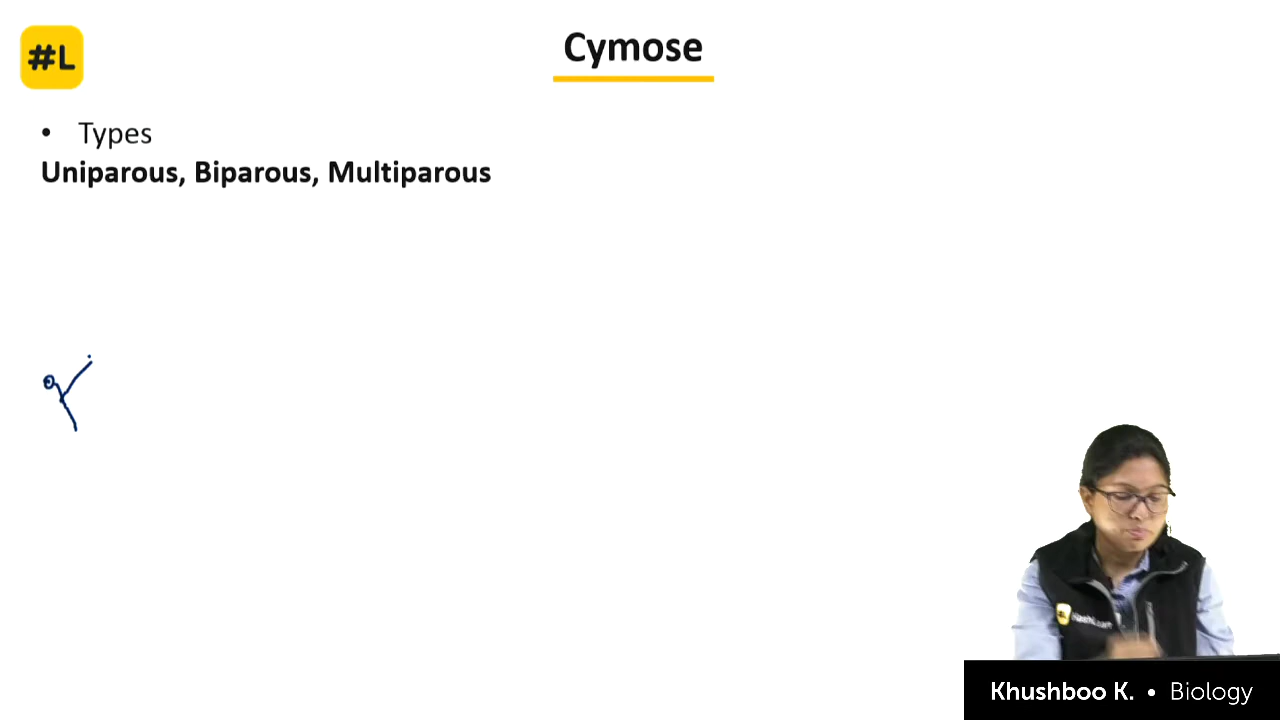 #L
Cymose
• Types
Uniparous, Biparous, Multiparous
Khushboo K. • Biology